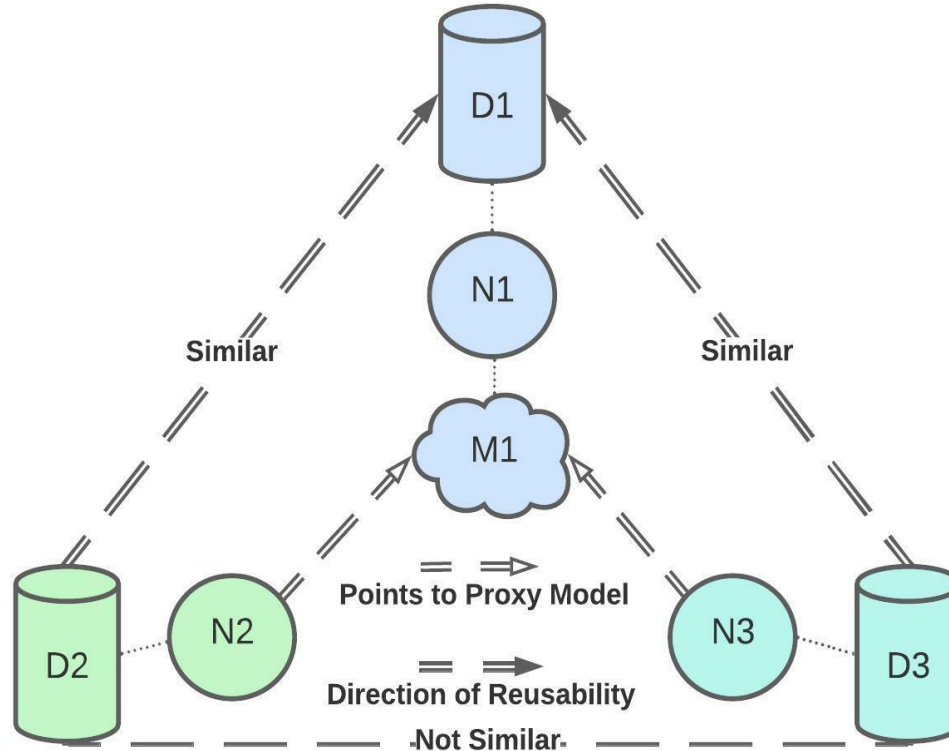 D1
N1
Similar
Similar
M1
Points to Proxy Model
N2
N3
D2
D3
Direction of Reusability
Not Similar